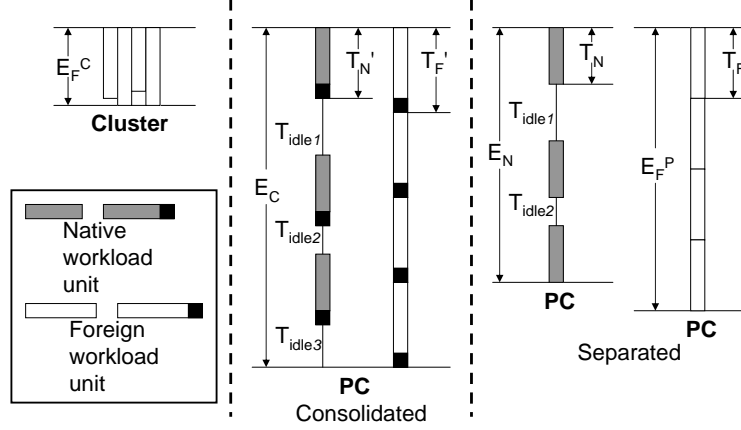 E_F^C
Cluster
Native
workload
unit
Foreign
workload
unit
E_C
T_idle1
T_idle2
T_idle3
T_N'
T_F'
PC
Consolidated
E_N
T_idle1
T_idle2
T_N
PC
E_F^P
T_F
PC
Separated